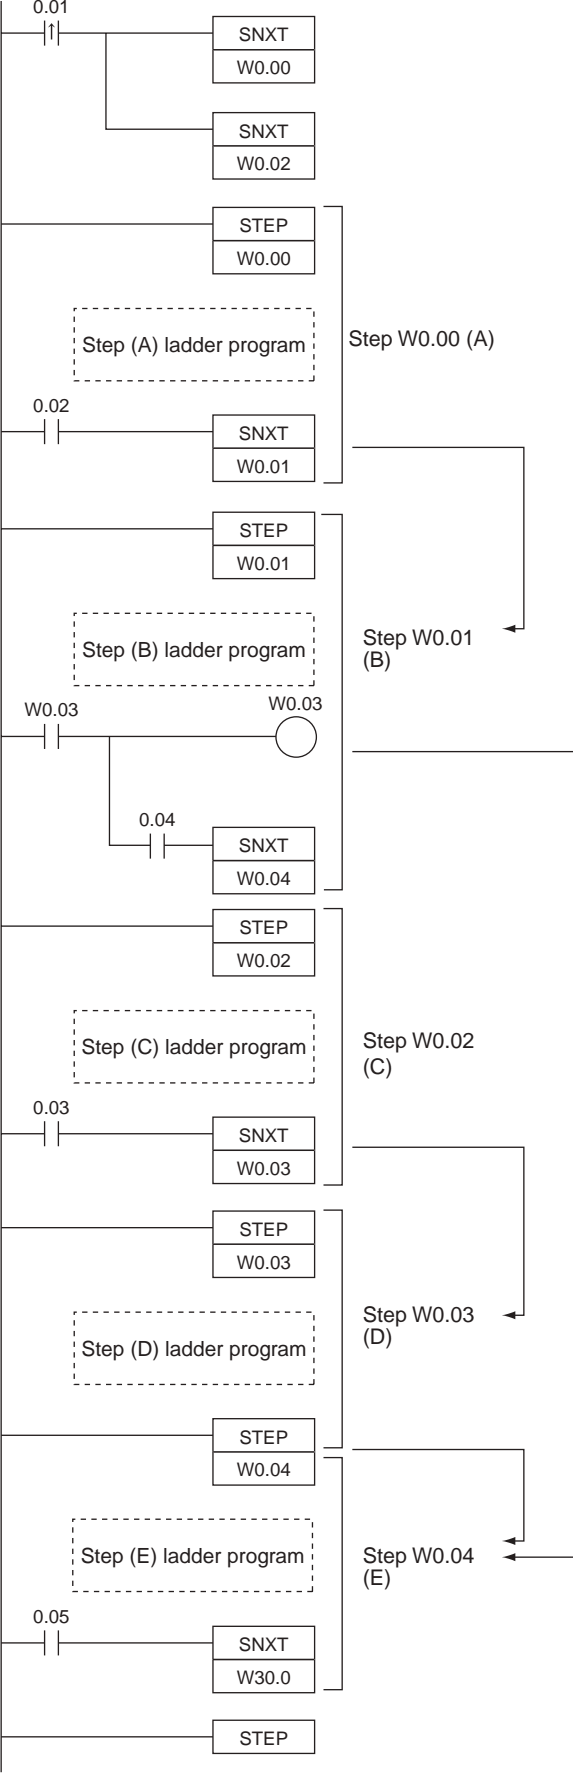 0.01
SNXT
W0.00
SNXT
W0.02
STEP
W0.00
Step (A) ladder program
Step W0.00 (A)
0.02
SNXT
W0.01
STEP
W0.01
Step (B) ladder program
Step W0.01
(B)
W0.03
W0.03
0.04
SNXT
W0.04
STEP
W0.02
Step (C) ladder program
Step W0.02
(C)
0.03
SNXT
W0.03
STEP
W0.03
Step (D) ladder program
Step W0.03
(D)
STEP
W0.04
Step (E) ladder program
Step W0.04
(E)
0.05
SNXT
W30.0
STEP